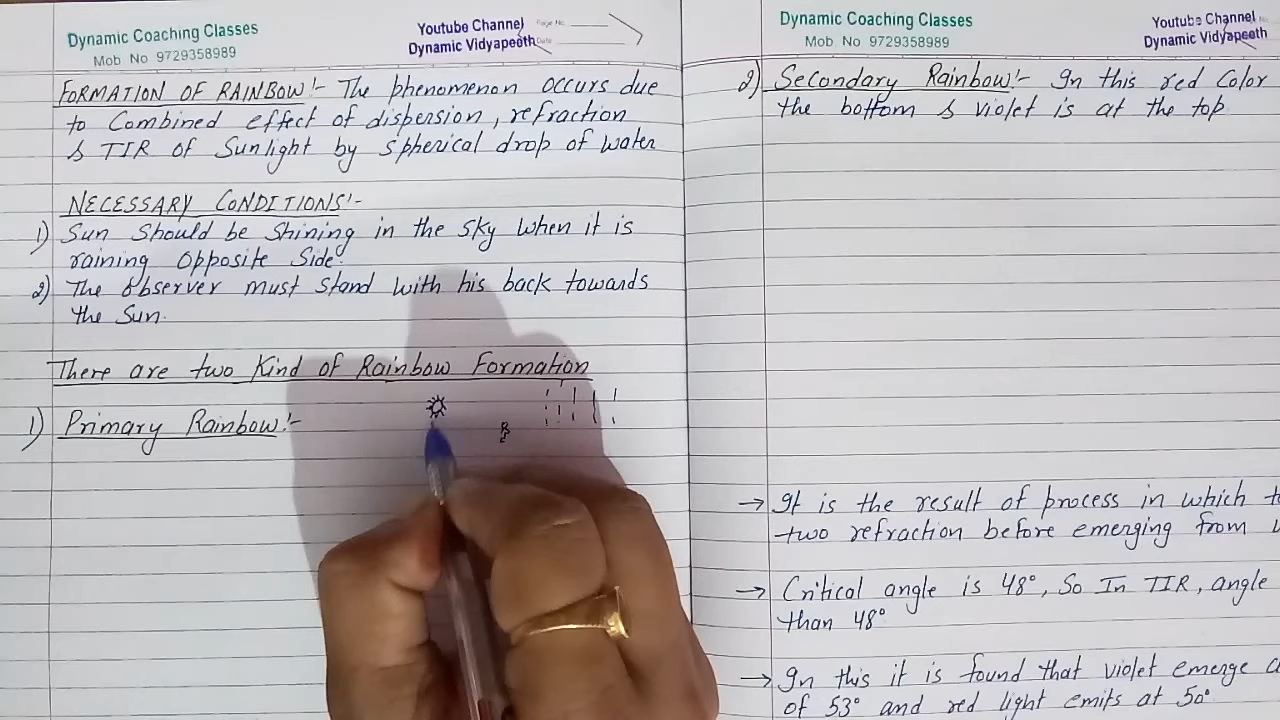 Dynamic Coaching Classes
Mob No 9729358989
Youtube Channel
Dynamic Vidyapeeth
Page No
Date
FORMATION OF RAINBOW:- The phenomenon occurs due
to Combined effect of dispension, refraction
& TIR of Sunlight by spherical drop of water
NECESSARY CONDITIONS:-
1) Sun should be shining in the sky when it is
raining opposite side.
2) The observer must stand with his back towards
the Sun.
There are two Kind of Rainbow Formation
1) Primary Rainbow:-
Dynamic Coaching Classes
Mob No 9729358989
Youtube Channel
Dynamic Vidyapeeth
2) Secondary Rainbow:- In this red Color
the bottom & violet is at the top
→ It is the result of process in which
two refraction before emerging from
→ Critical angle is 48°, So In TIR, angle
than 48°
→ In this it is found that violet emerge
of 53° and red light emits at 50°